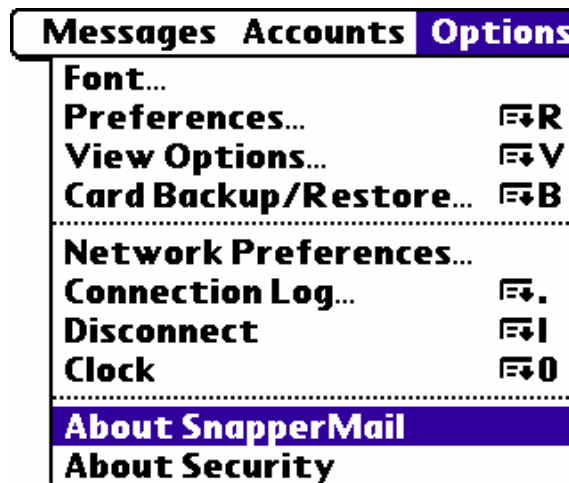 Messages Accounts Options
Font...
Preferences... R
View Options... V
Card Backup/Restore... B
Network Preferences...
Connection Log... .
Disconnect I
Clock 0
About SnapperMail
About Security